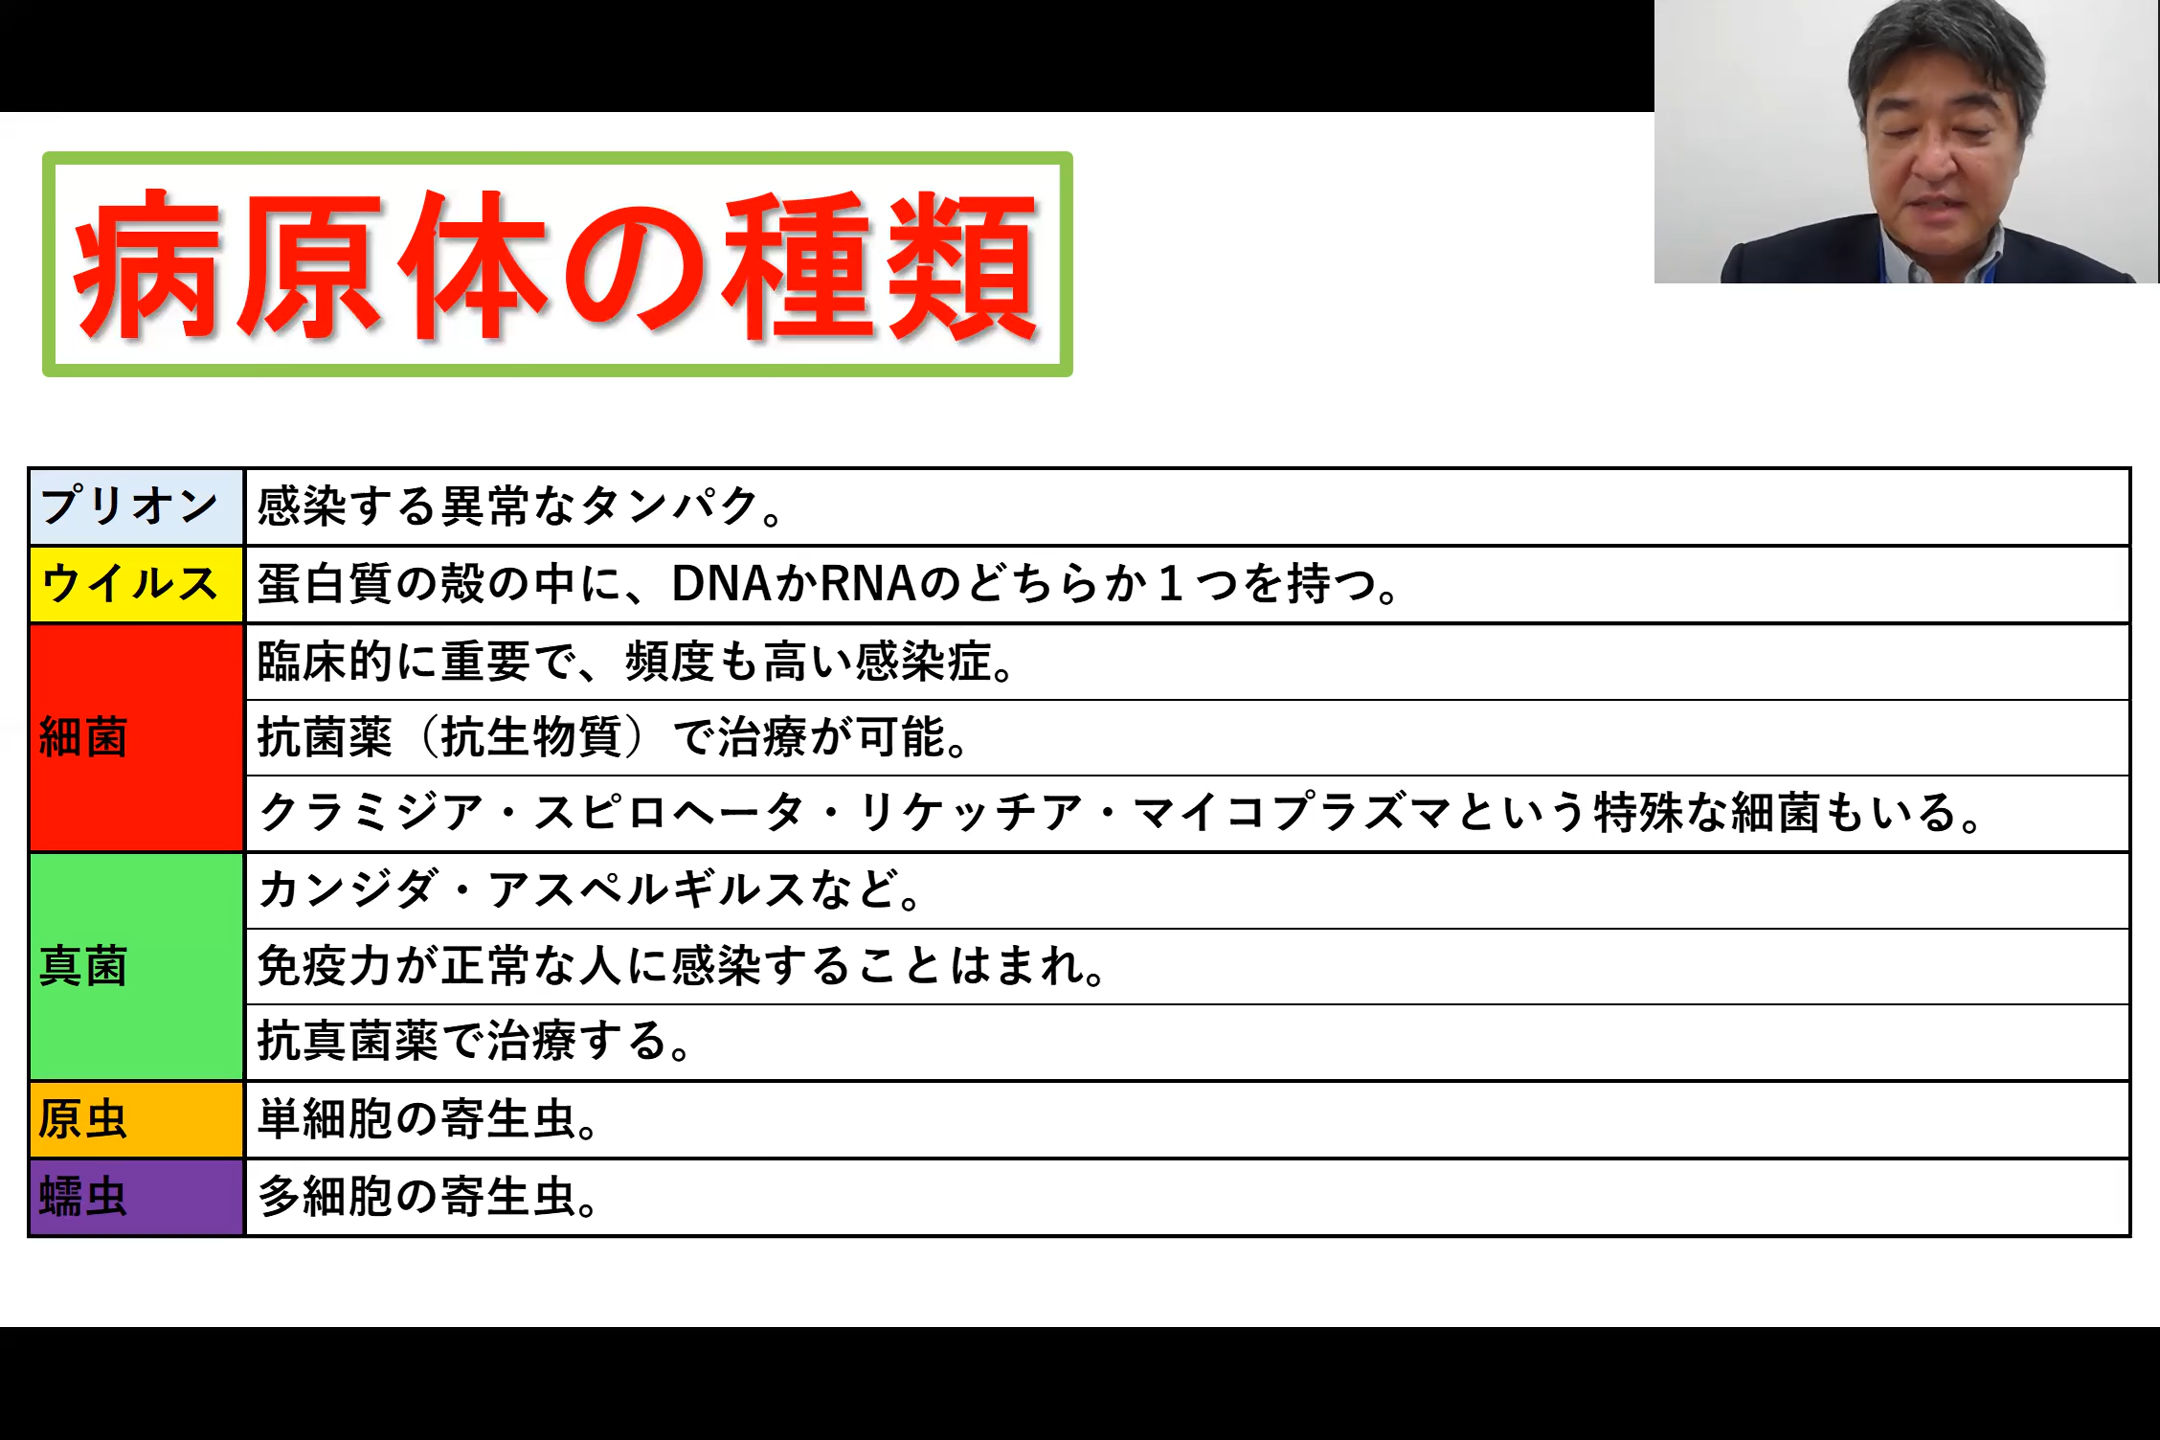 病原体の種類
プリオン 感染する異常なタンパク。
ウイルス 蛋白質の殻の中に、DNAかRNAのどちらか１つを持つ。
細菌 臨床的に重要で、頻度も高い感染症。
抗菌薬（抗生物質）で治療が可能。
クラミジア・スピロヘータ・リケッチア・マイコプラズマという特殊な細菌もいる。
真菌 カンジダ・アスペルギルスなど。
免疫力が正常な人に感染することはまれ。
抗真菌薬で治療する。
原虫 単細胞の寄生虫。
蠕虫 多細胞の寄生虫。